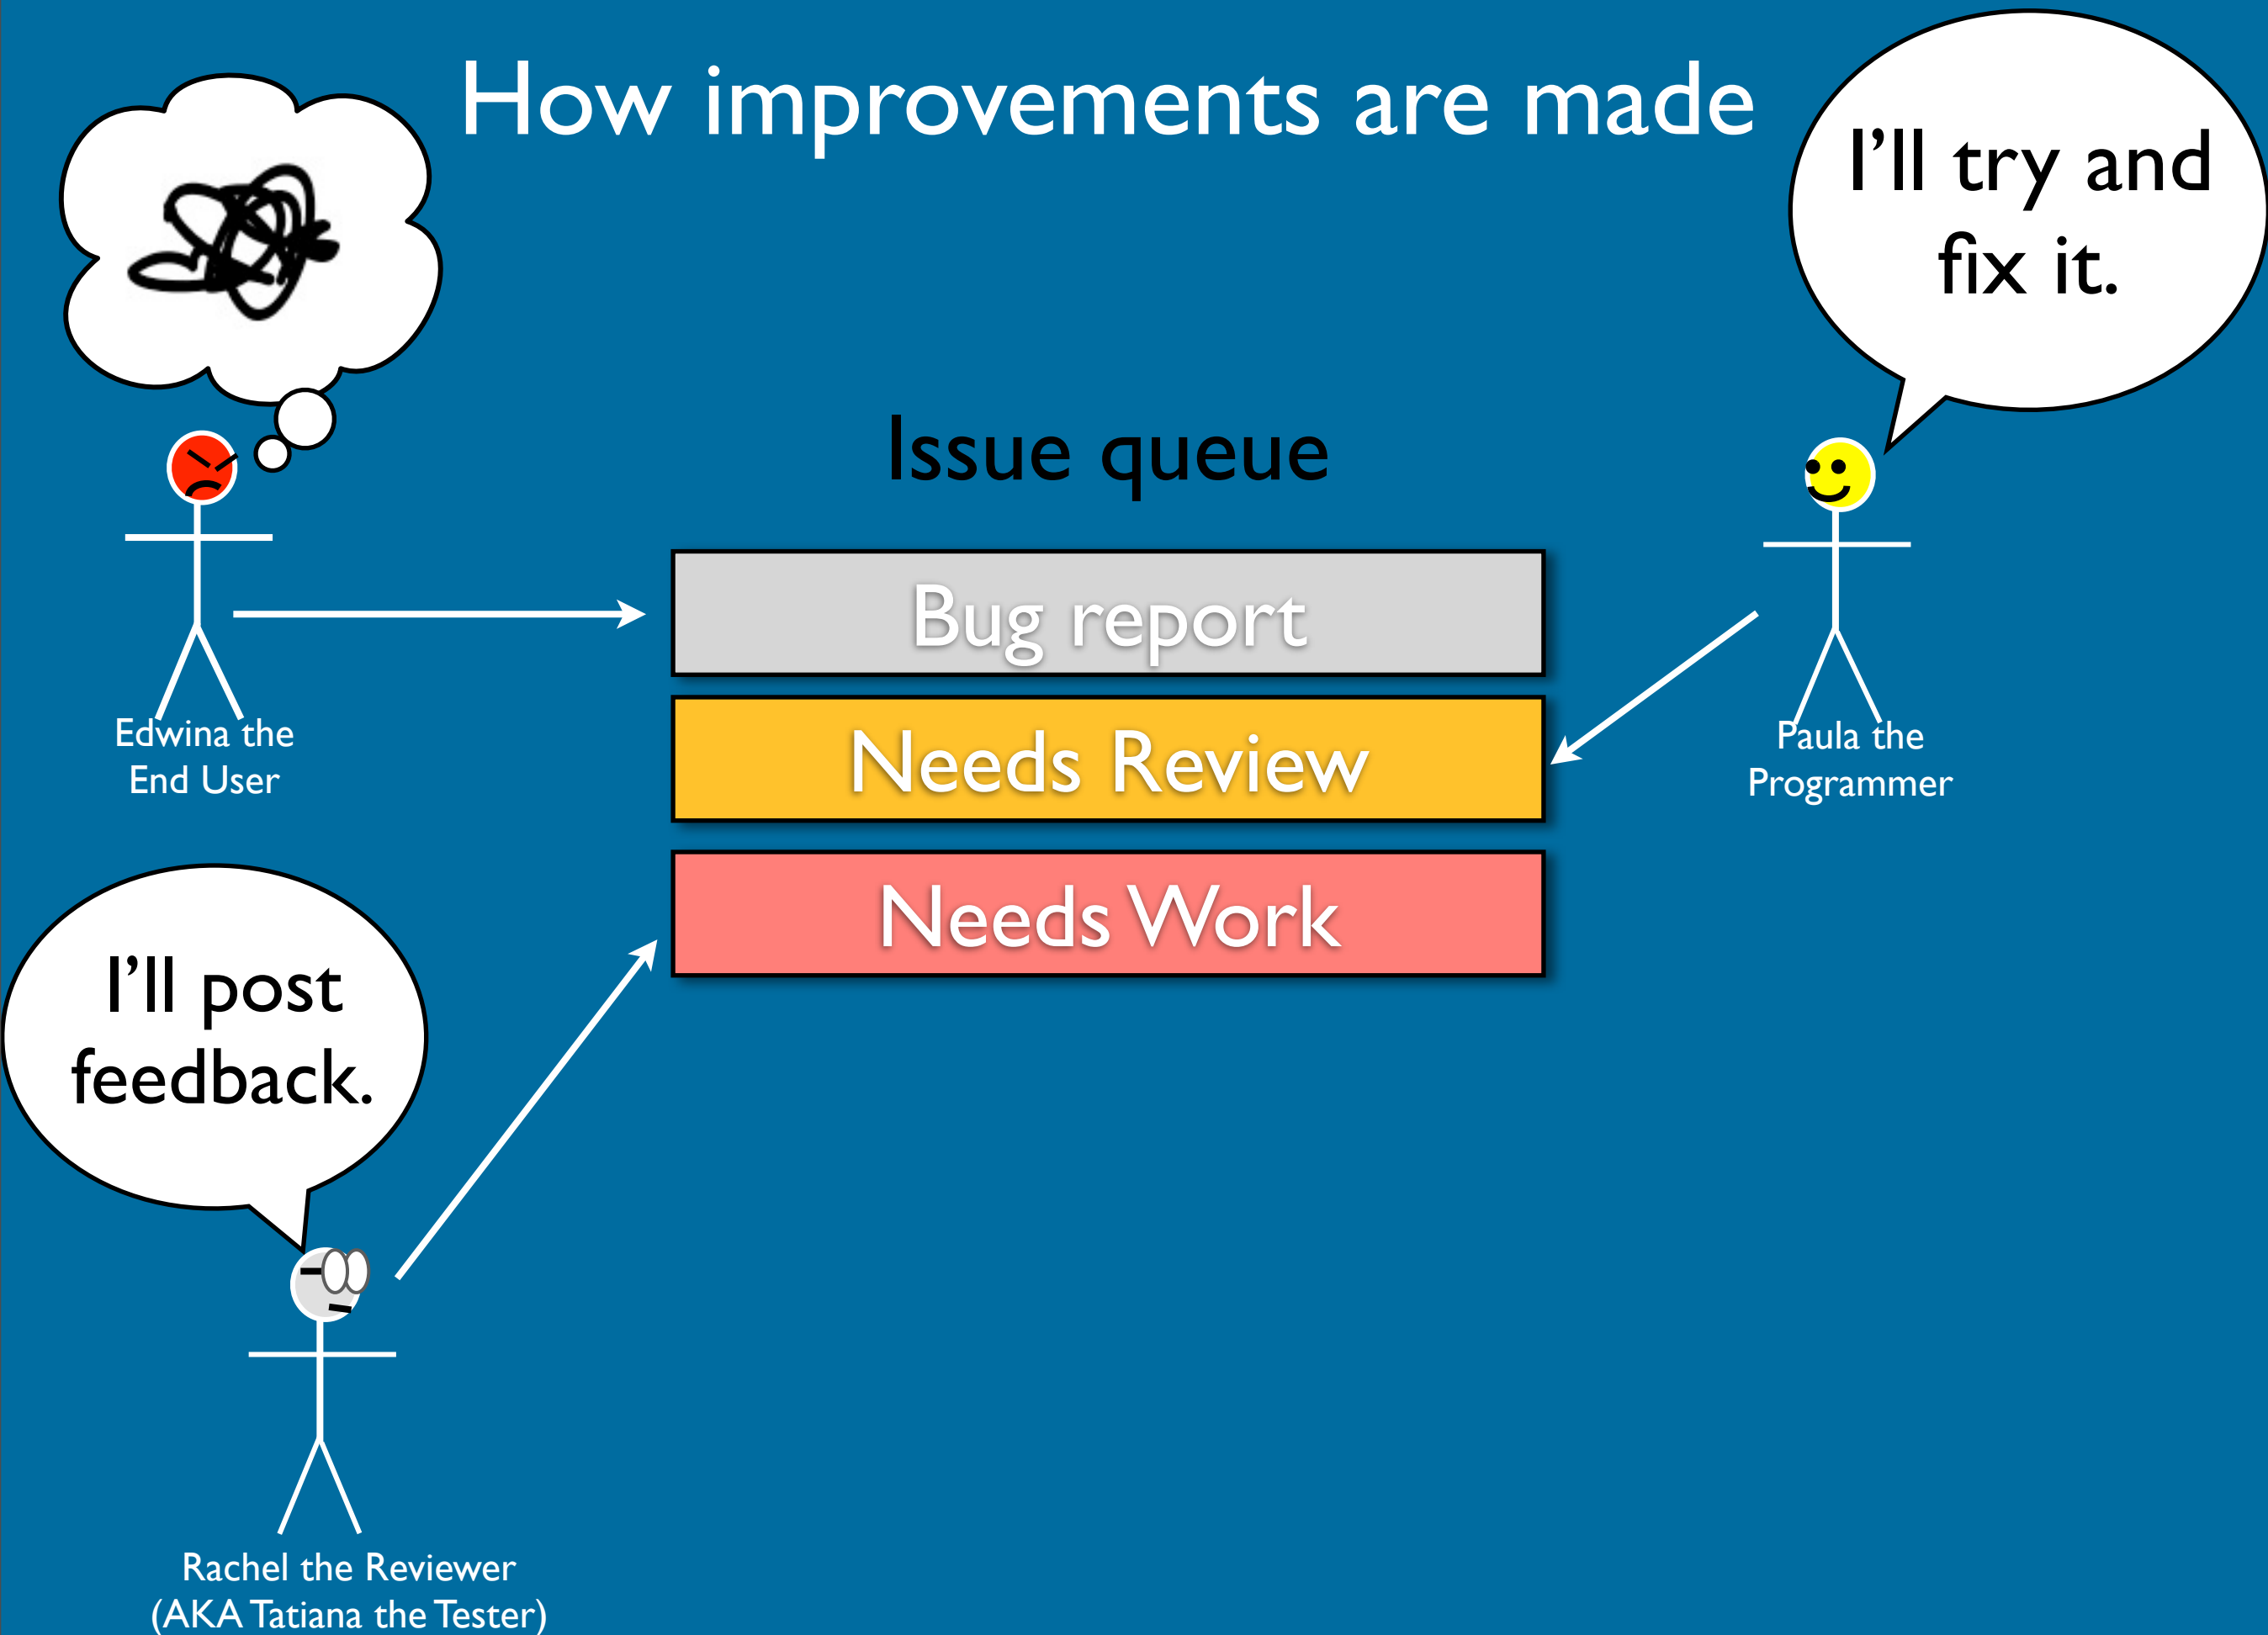 How improvements are made
I'll try and
fix it.
Issue queue
Bug report
Needs Review
Needs Work
Edwina the
End User
Paula the
Programmer
I'll post
feedback.
Rachel the Reviewer
(AKA Tatiana the Tester)